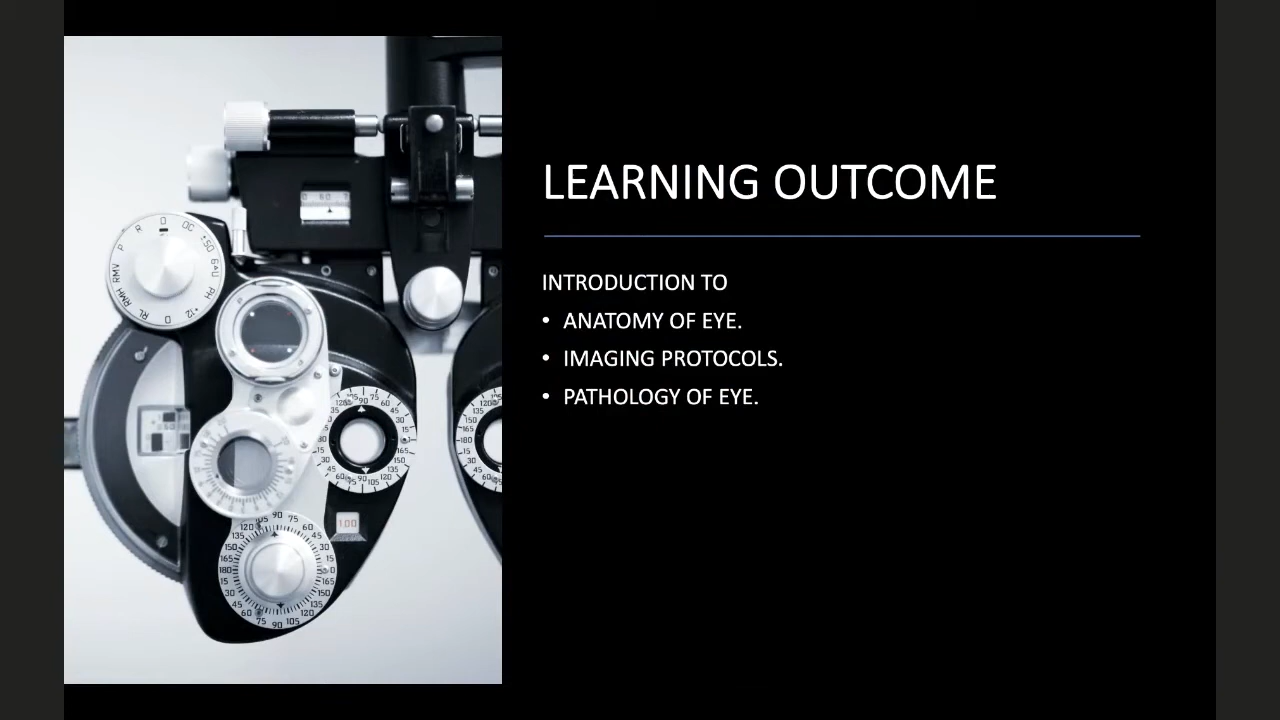 LEARNING OUTCOME
INTRODUCTION TO
• ANATOMY OF EYE.
• IMAGING PROTOCOLS.
• PATHOLOGY OF EYE.